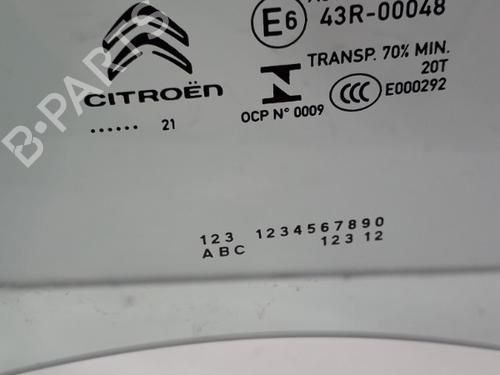 E6 43R-00048
TRANSP. 70% MIN.
20T
CITROËN
CCC E000292
...... 21
OCP N° 0009
123 1234567890
ABC 123 12
B-PARTS